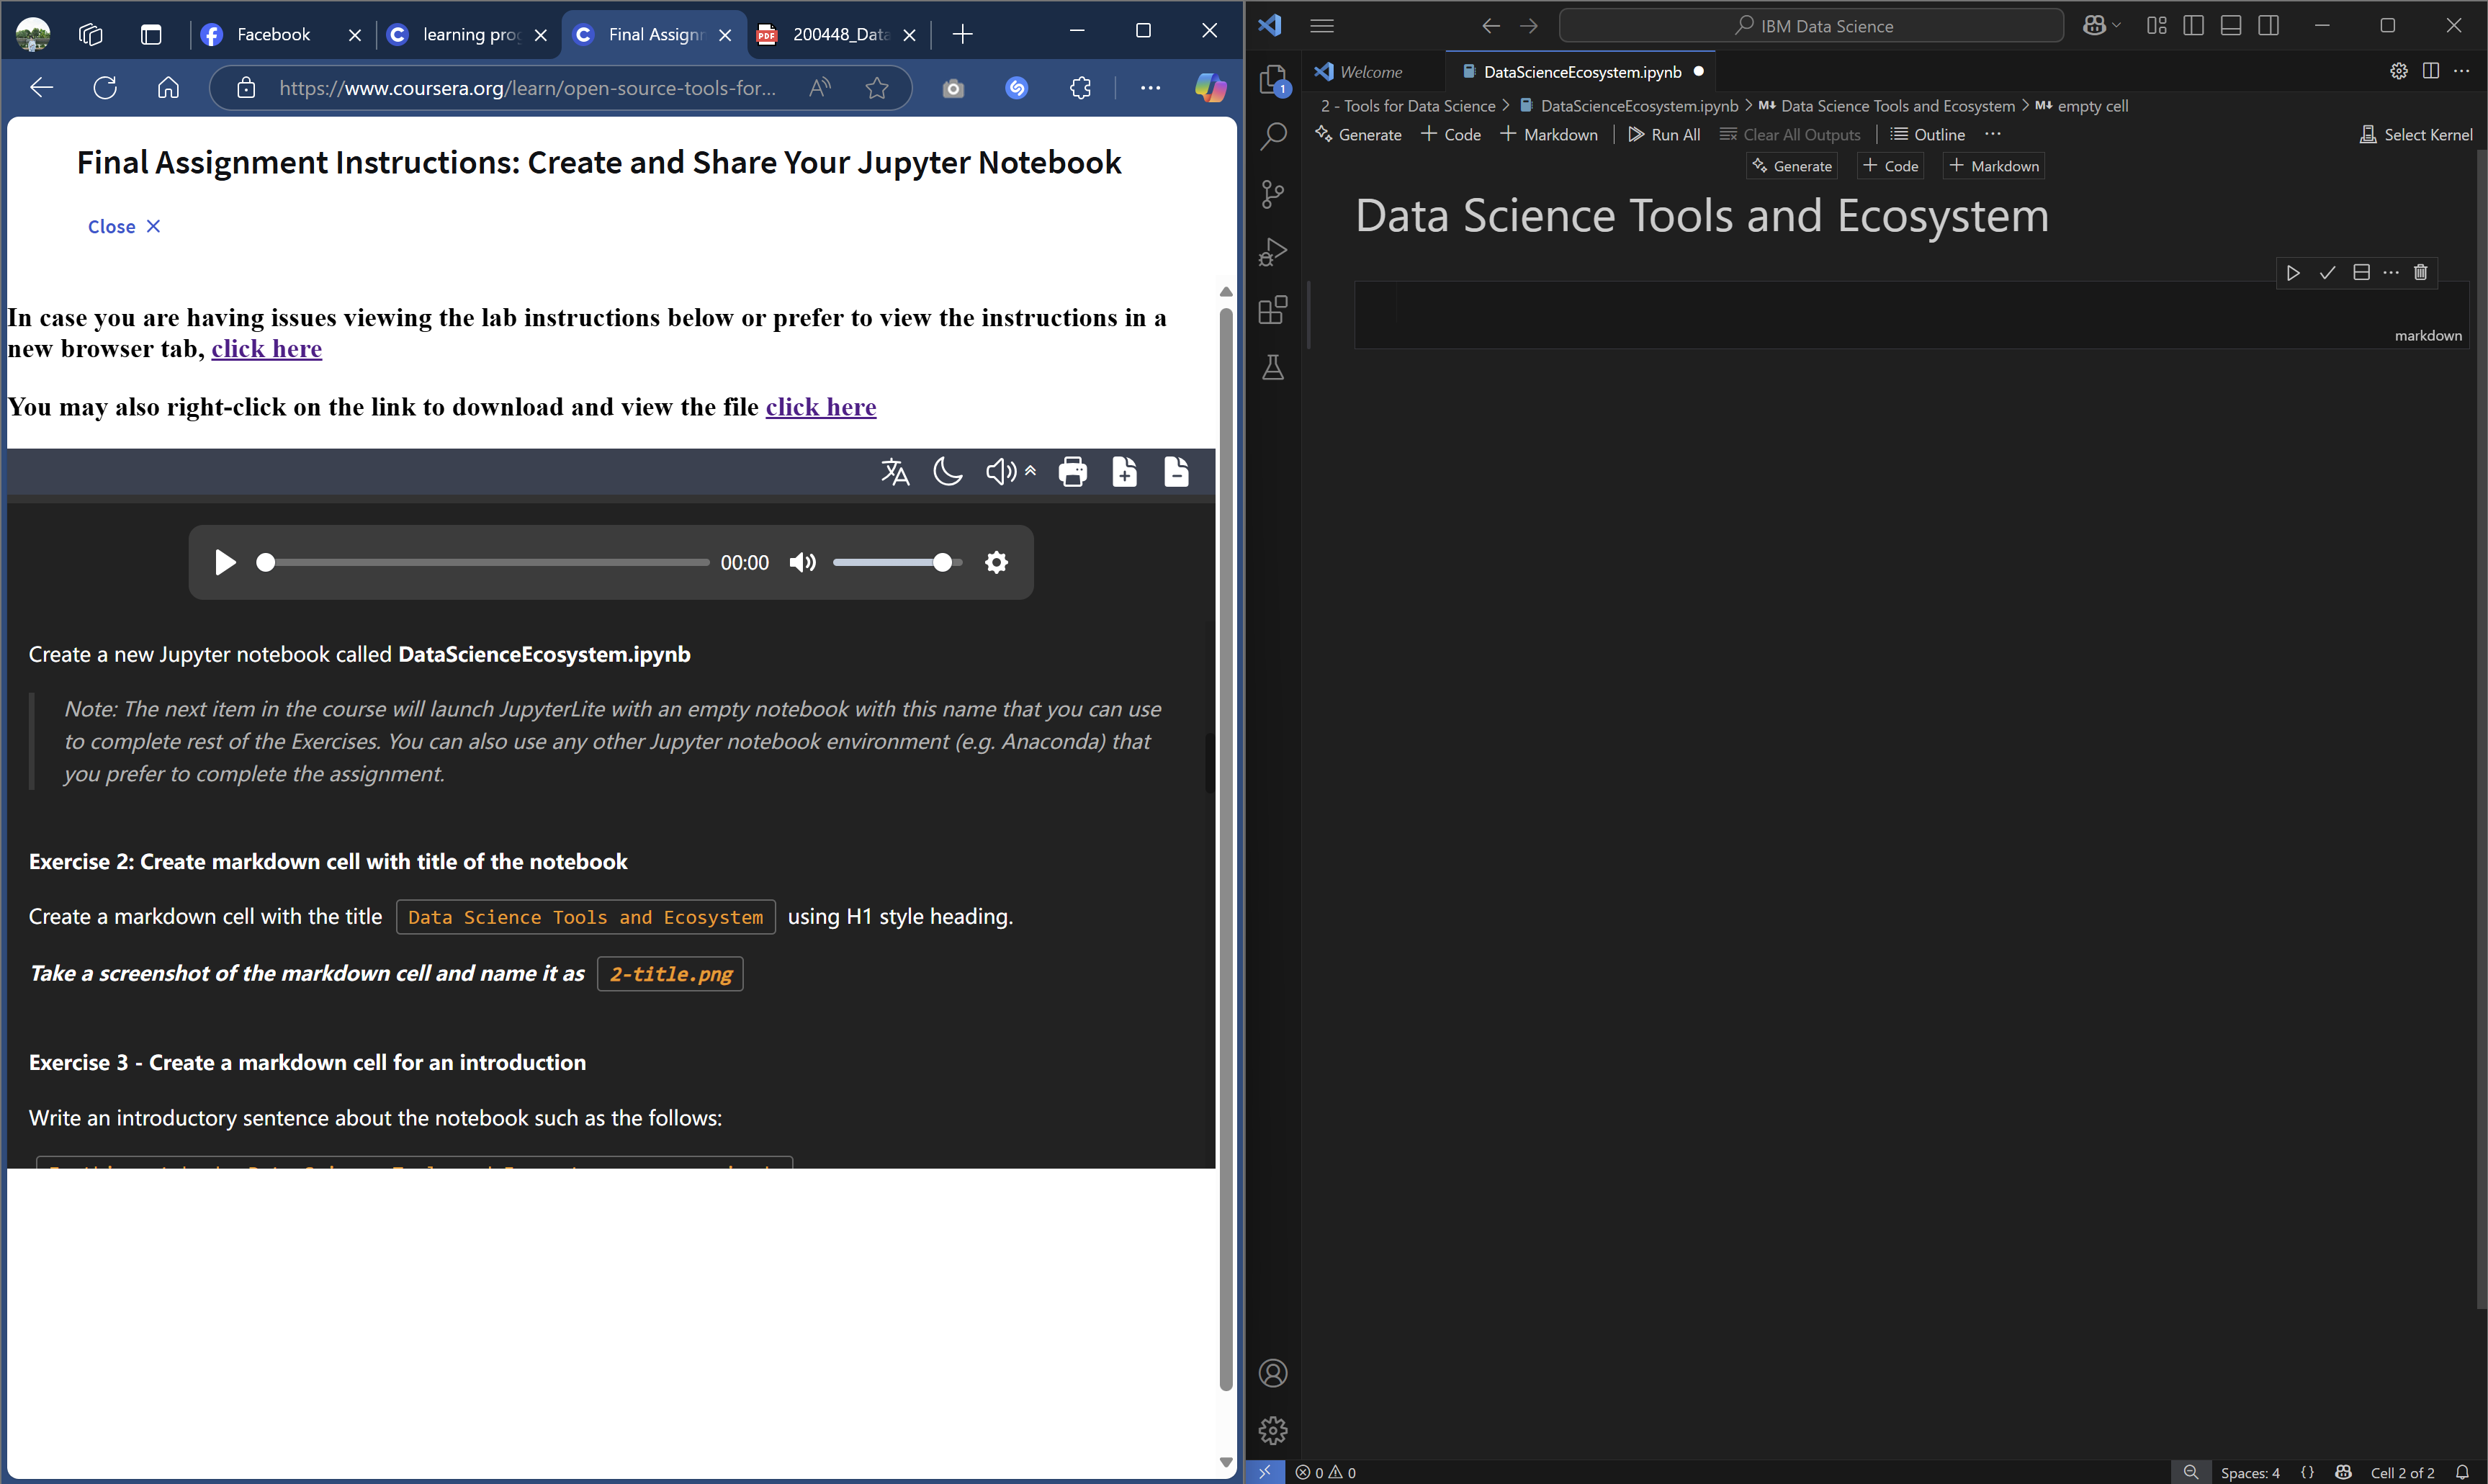 Facebook
learning pro
Final Assignr
200448_Data
https://www.coursera.org/learn/open-source-tools-for...
Final Assignment Instructions: Create and Share Your Jupyter Notebook
Close
In case you are having issues viewing the lab instructions below or prefer to view the instructions in a
new browser tab, click here
You may also right-click on the link to download and view the file click here
00:00
Create a new Jupyter notebook called DataScienceEcosystem.ipynb
Note: The next item in the course will launch JupyterLite with an empty notebook with this name that you can use
to complete rest of the Exercises. You can also use any other Jupyter notebook environment (e.g. Anaconda) that
you prefer to complete the assignment.
Exercise 2: Create markdown cell with title of the notebook
Create a markdown cell with the title Data Science Tools and Ecosystem using H1 style heading.
Take a screenshot of the markdown cell and name it as 2-title.png
Exercise 3 - Create a markdown cell for an introduction
Write an introductory sentence about the notebook such as the follows:
IBM Data Science
1
Welcome
DataScienceEcosystem.ipynb
2 - Tools for Data Science > DataScienceEcosystem.ipynb > M↓ Data Science Tools and Ecosystem > M↓ empty cell
Generate + Code + Markdown Run All Clear All Outputs Outline ... Select Kernel
Generate + Code + Markdown
Data Science Tools and Ecosystem
markdown
0 0
Spaces: 4 {} Cell 2 of 2